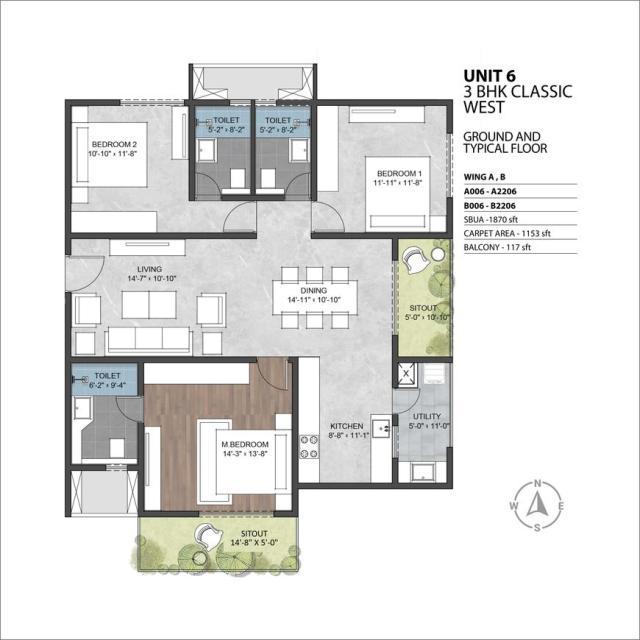 UNIT 6
3 BHK CLASSIC
WEST
GROUND AND
TYPICAL FLOOR
WING A , B
A006 - A2206
B006 - B2206
SBUA -1870 sft
CARPET AREA - 1153 sft
BALCONY - 117 sft
TOILET
5'-2" x 8'-2"
TOILET
5'-2" x 8'-2"
BEDROOM 2
10'-10" x 11'-8"
BEDROOM 1
11'-11" x 11'-8"
LIVING
14'-7" x 10'-10"
DINING
14'-11" x 10'-10"
SITOUT
5'-0" x 10'-10"
TOILET
6'-2" x 9'-4"
X
UTILITY
5'-0" x 11'-0"
KITCHEN
8'-8" x 11'-1"
M.BEDROOM
14'-3" x 13'-8"
SITOUT
14'-8" X 5'-0"
N
W
E
S